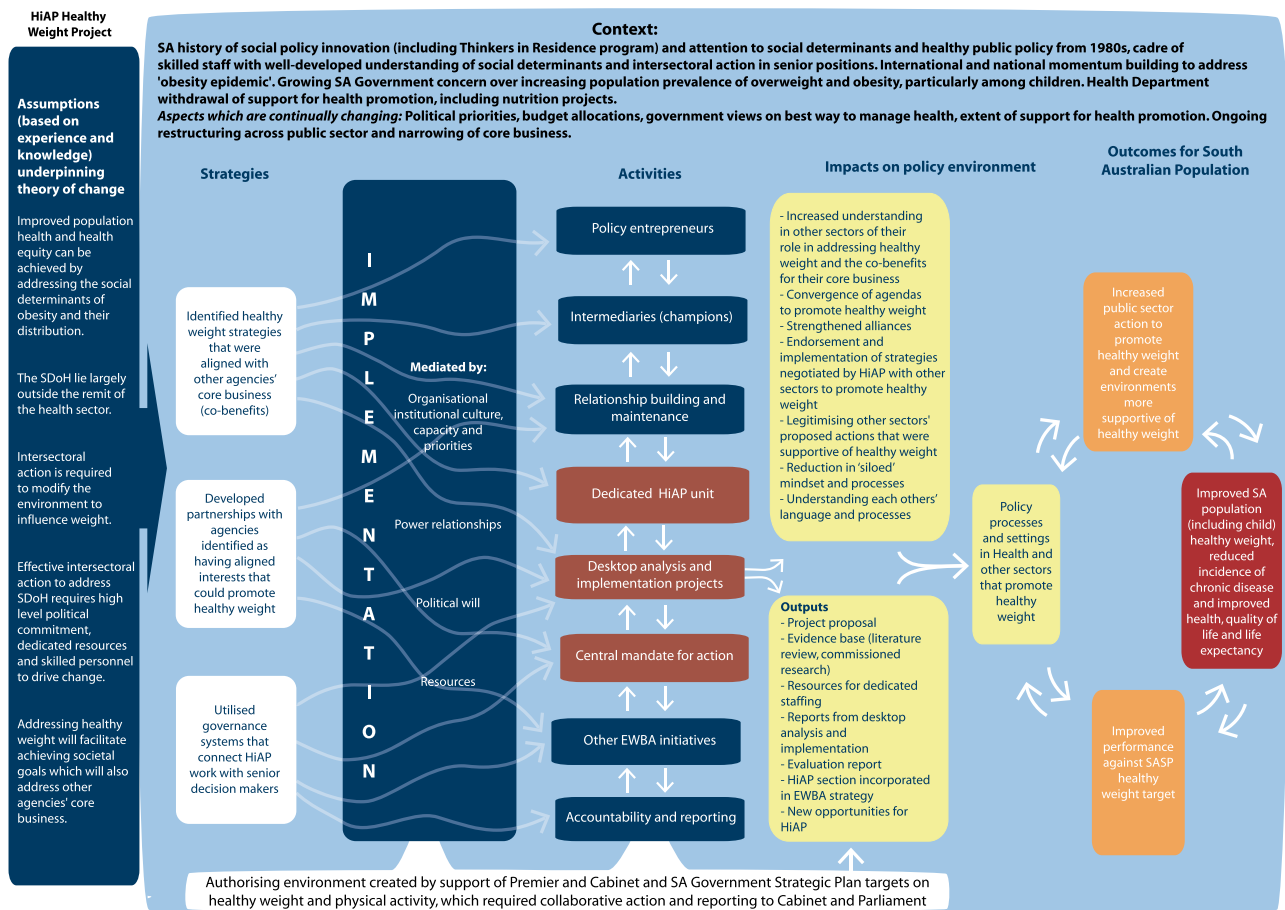 HiAP Healthy
Weight Project
Assumptions
(based on
experience and
knowledge)
underpinning
theory of change
Improved population
health and health
equity can be
achieved by
addressing the social
determinants of
obesity and their
distribution.
The SDoH lie largely
outside the remit of
the health sector.
Intersectoral
action is required
to modify the
environment to
influence weight.
Effective intersectoral
action to address
SDoH requires high
level political
commitment,
dedicated resources
and skilled personnel
to drive change.
Addressing healthy
weight will facilitate
achieving societal
goals which will also
address other
agencies' core
business.
Context:
SA history of social policy innovation (including Thinkers in Residence program) and attention to social determinants and healthy public policy from 1980s, cadre of
skilled staff with well-developed understanding of social determinants and intersectoral action in senior positions. International and national momentum building to address
'obesity epidemic'. Growing SA Government concern over increasing population prevalence of overweight and obesity, particularly among children. Health Department
withdrawal of support for health promotion, including nutrition projects.
Aspects which are continually changing: Political priorities, budget allocations, government views on best way to manage health, extent of support for health promotion. Ongoing
restructuring across public sector and narrowing of core business.
Strategies
Identified healthy
weight strategies
that were
aligned with
other agencies'
core business
(co-benefits)
Developed
partnerships with
agencies
identified as
having aligned
interests that
could promote
healthy weight
Utilised
governance
systems that
connect HiAP
work with senior
decision makers
I
M
P
L
E
M
E
N
T
A
T
I
O
N
Mediated by:
Organisational
institutional culture,
capacity and
priorities
Power relationships
Political will
Resources
Activities
Policy entrepreneurs
Intermediaries (champions)
Relationship building and
maintenance
Dedicated HiAP unit
Desktop analysis and
implementation projects
Central mandate for action
Other EWBA initiatives
Accountability and reporting
Impacts on policy environment
- Increased understanding
in other sectors of their
role in addressing healthy
weight and the co-benefits
for their core business
- Convergence of agendas
to promote healthy weight
- Strengthened alliances
- Endorsement and
implementation of strategies
negotiated by HiAP with other
sectors to promote healthy
weight
- Legitimising other sectors'
proposed actions that were
supportive of healthy weight
- Reduction in 'siloed'
mindset and processes
- Understanding each others'
language and processes
Outputs
- Project proposal
- Evidence base (literature
review, commissioned
research)
- Resources for dedicated
staffing
- Reports from desktop
analysis and
implementation
- Evaluation report
- HiAP section incorporated
in EWBA strategy
- New opportunities for
HiAP
Policy
processes
and settings
in Health and
other sectors
that promote
healthy
weight
Outcomes for South
Australian Population
Increased
public sector
action to
promote
healthy weight
and create
environments
more
supportive of
healthy weight
Improved SA
population
(including child)
healthy weight,
reduced
incidence of
chronic disease
and improved
health, quality of
life and life
expectancy
Improved
performance
against SASP
healthy
weight target
Authorising environment created by support of Premier and Cabinet and SA Government Strategic Plan targets on
healthy weight and physical activity, which required collaborative action and reporting to Cabinet and Parliament